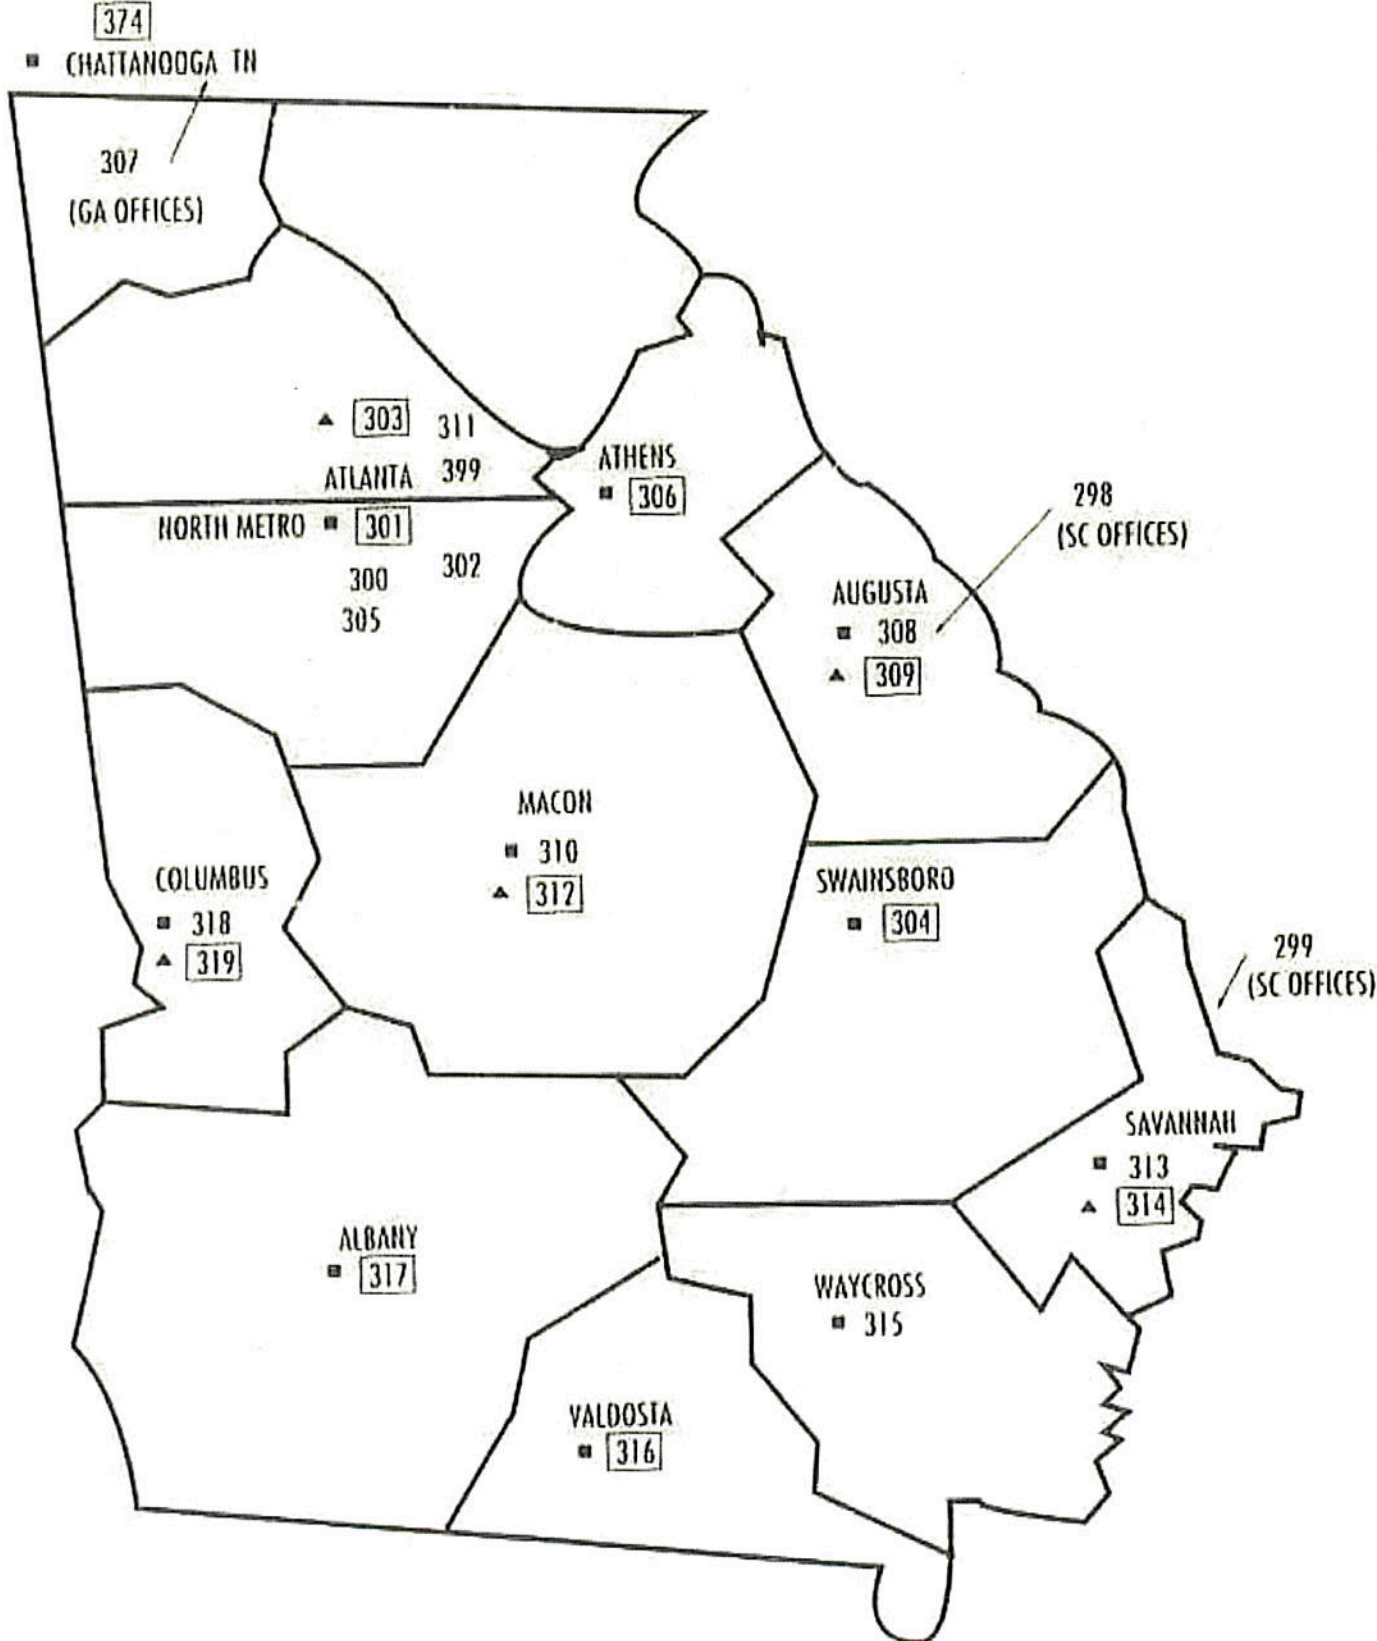 374
CHATTANOOGA TN
307
(GA OFFICES)
303 311
ATLANTA 399
NORTH METRO 301
300 302
305
ATHENS
306
298
(SC OFFICES)
AUGUSTA
308
309
MACON
310
312
COLUMBUS
318
319
SWAINSBORO
304
299
(SC OFFICES)
SAVANNAH
313
314
ALBANY
317
WAYCROSS
315
VALDOSTA
316